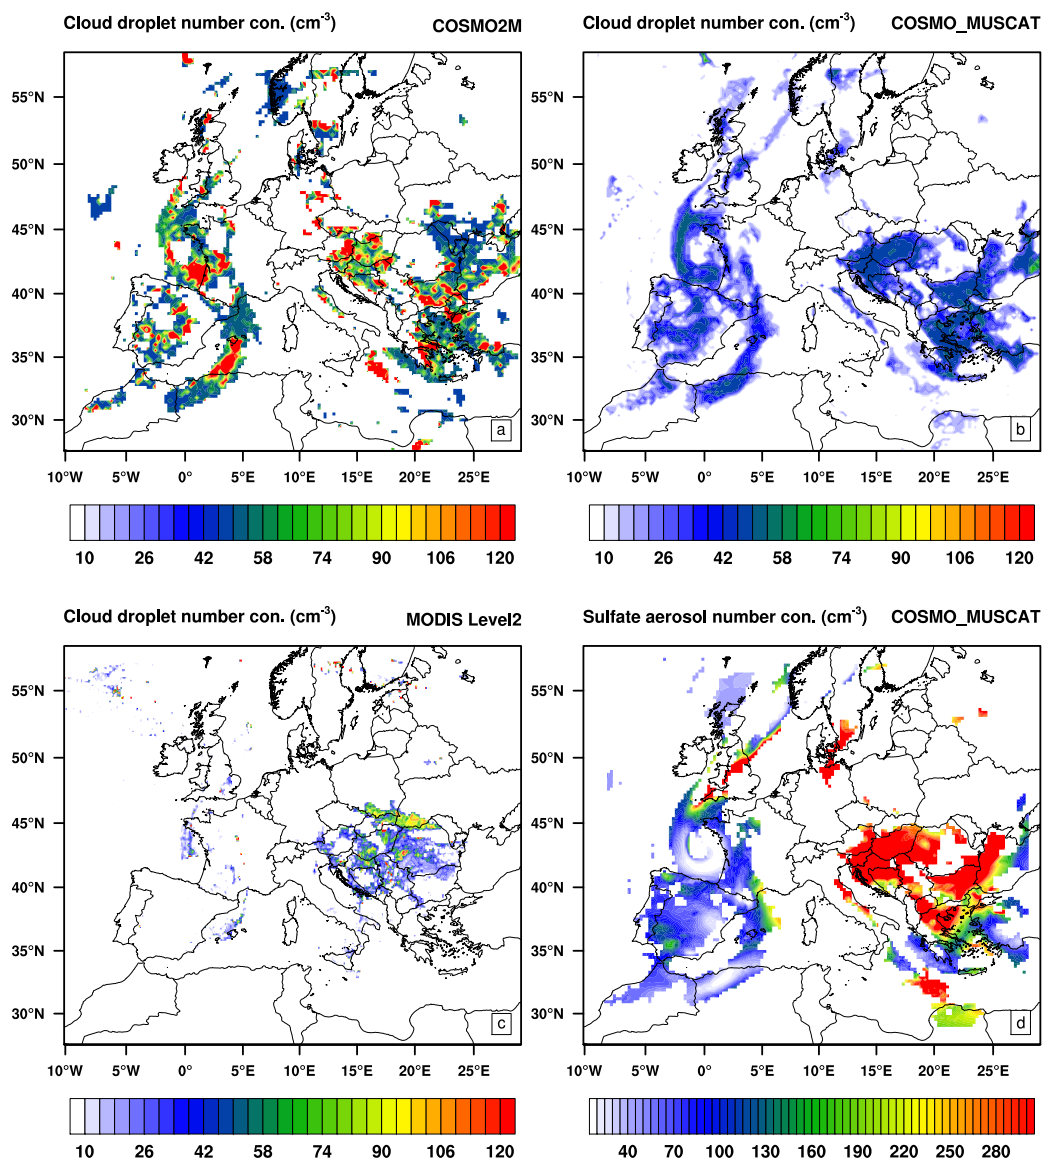 Cloud droplet number con. (cm-3) COSMO2M
55°N
50°N
45°N
40°N
35°N
30°N
a
10°W 5°W 0° 5°E 10°E 15°E 20°E 25°E
10 26 42 58 74 90 106 120
Cloud droplet number con. (cm-3) COSMO_MUSCAT
55°N
50°N
45°N
40°N
35°N
30°N
b
10°W 5°W 0° 5°E 10°E 15°E 20°E 25°E
10 26 42 58 74 90 106 120
Cloud droplet number con. (cm-3) MODIS Level2
55°N
50°N
45°N
40°N
35°N
30°N
c
10°W 5°W 0° 5°E 10°E 15°E 20°E 25°E
10 26 42 58 74 90 106 120
Sulfate aerosol number con. (cm-3) COSMO_MUSCAT
55°N
50°N
45°N
40°N
35°N
30°N
d
10°W 5°W 0° 5°E 10°E 15°E 20°E 25°E
40 70 100 130 160 190 220 250 280